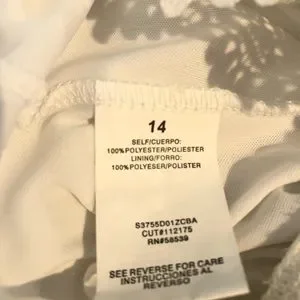 14
SELF/CUERPO:
100%POLYESTER/POLIESTER
LINING/FORRO:
100%POLYESER/POLISTER
S3755D01ZCBA
CUT#112175
RN#58539
SEE REVERSE FOR CARE
INSTRUCCIONES AL
REVERSO